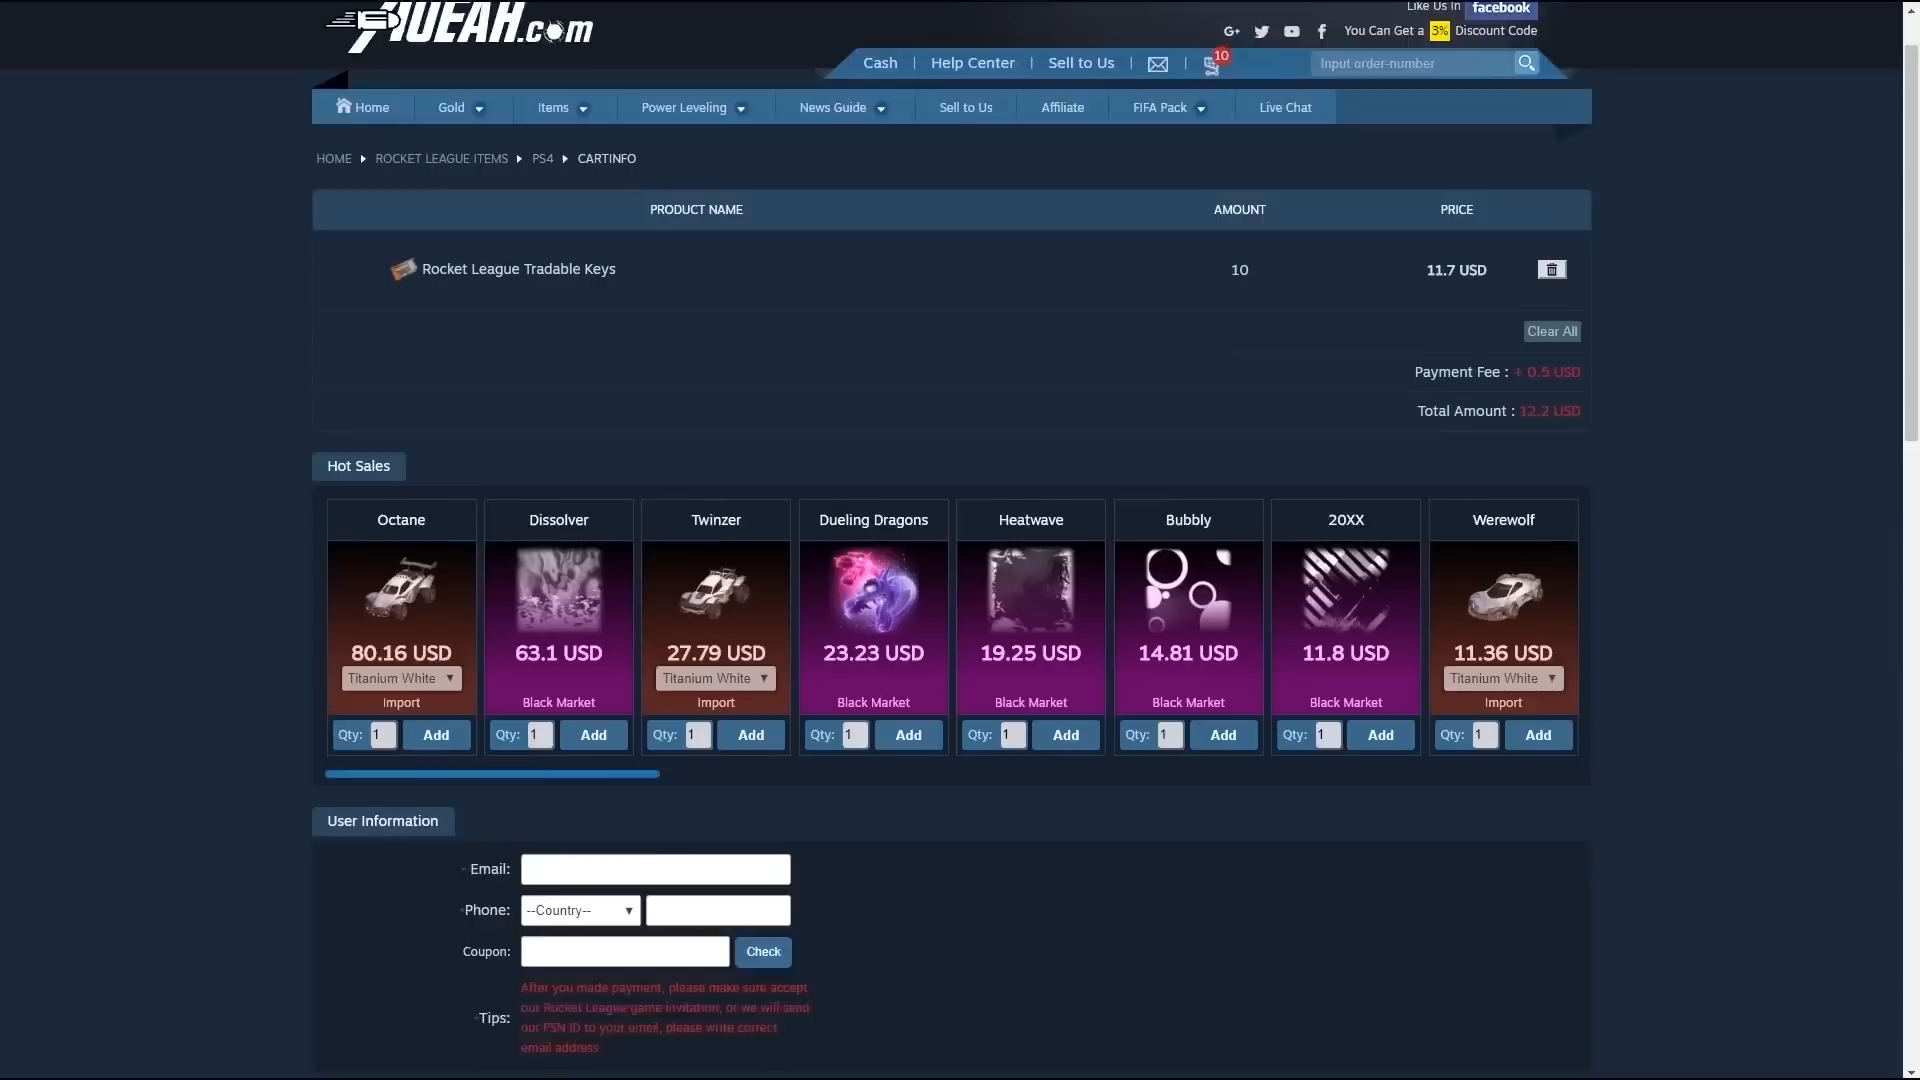 AOEAH.com
Like Us In facebook
You Can Get a 3% Discount Code
Cash | Help Center | Sell to Us | | 10
Input order-number
Home Gold Items Power Leveling News Guide Sell to Us Affiliate FIFA Pack Live Chat
HOME ROCKET LEAGUE ITEMS PS4 CARTINFO
PRODUCT NAME AMOUNT PRICE
Rocket League Tradable Keys 10 11.7 USD
Clear All
Payment Fee : + 0.5 USD
Total Amount : 12.2 USD
Hot Sales
Octane Dissolver Twinzer Dueling Dragons Heatwave Bubbly 20XX Werewolf
80.16 USD 63.1 USD 27.79 USD 23.23 USD 19.25 USD 14.81 USD 11.8 USD 11.36 USD
Titanium White Titanium White Titanium White
Import Black Market Import Black Market Black Market Black Market Black Market Import
Qty: 1 Add Qty: 1 Add Qty: 1 Add Qty: 1 Add Qty: 1 Add Qty: 1 Add Qty: 1 Add Qty: 1 Add
User Information
Email:
Phone: --Country--
Coupon: Check
After you made payment, please make sure accept
our Rocket League game invitation, or we will send
Tips:
our PSN ID to your email, please write correct
email address